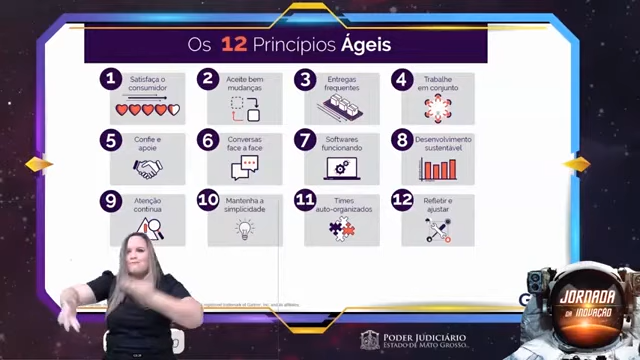 Os 12 Princípios Ágeis
1
Satisfaça o
consumidor
2
Aceite bem
mudanças
3
Entregas
frequentes
4
Trabalhe
em conjunto
5
Confie e
apoie
6
Conversas
face a face
7
Softwares
funcionando
8
Desenvolvimento
sustentável
9
Atenção
contínua
10
Mantenha a
simplicidade
11
Times
auto-organizados
12
Refletir e
ajustar
JORNADA
DA INOVAÇÃO
PODER JUDICIÁRIO
ESTADO DE MATO GROSSO